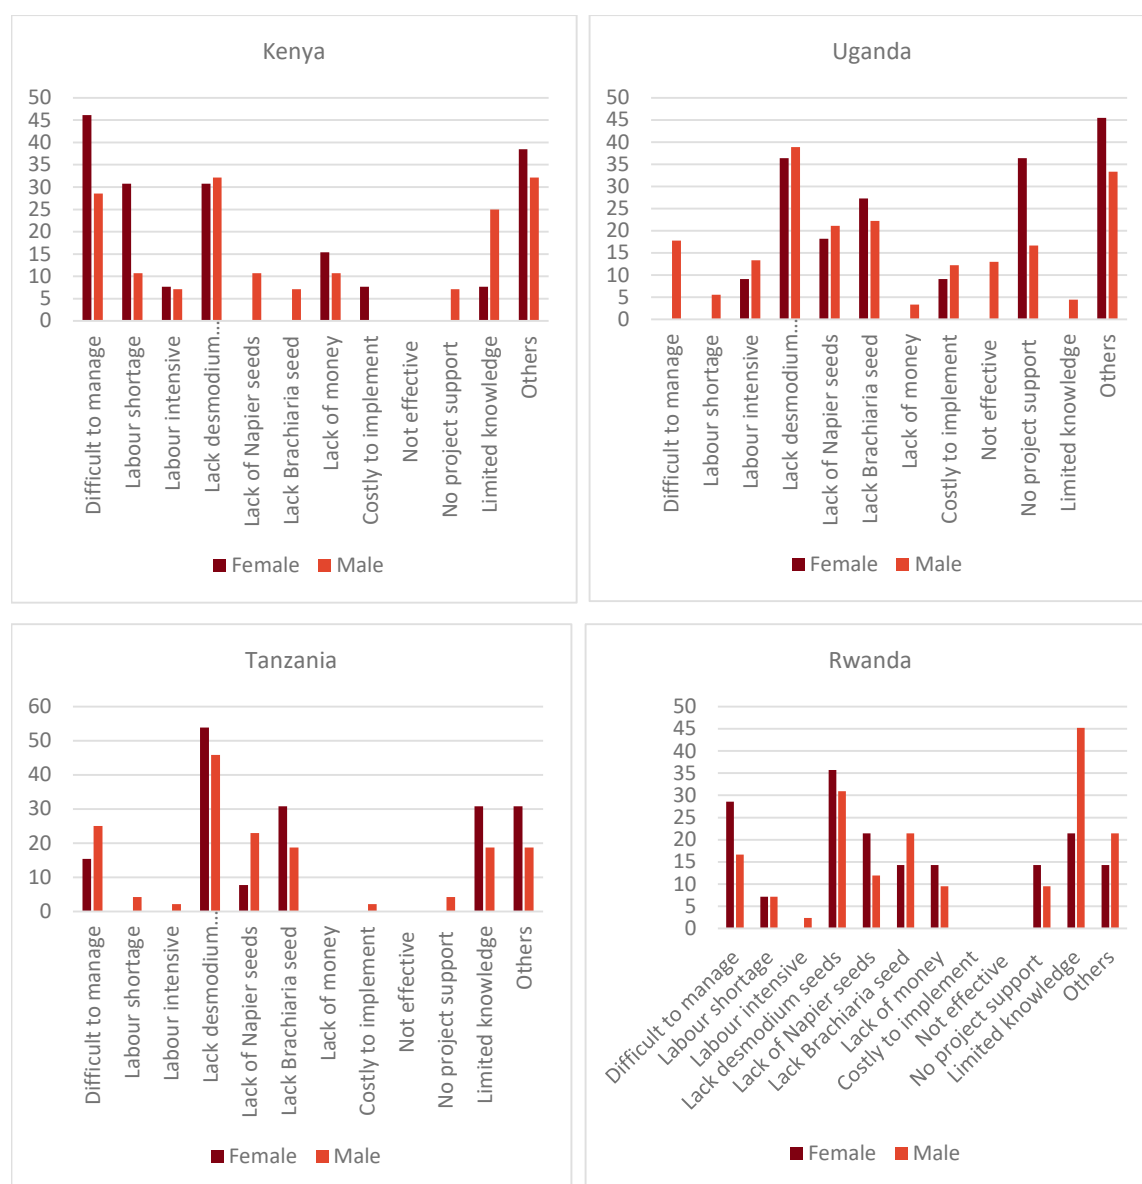 Kenya
50
45
40
35
30
25
20
15
10
5
0
Difficult to manage
Labour shortage
Labour intensive
Lack desmodium…
Lack of Napier seeds
Lack Brachiaria seed
Lack of money
Costly to implement
Not effective
No project support
Limited knowledge
Others
Female Male
Uganda
50
45
40
35
30
25
20
15
10
5
0
Difficult to manage
Labour shortage
Labour intensive
Lack desmodium…
Lack of Napier seeds
Lack Brachiaria seed
Lack of money
Costly to implement
Not effective
No project support
Limited knowledge
Others
Female Male
Tanzania
60
50
40
30
20
10
0
Difficult to manage
Labour shortage
Labour intensive
Lack desmodium…
Lack of Napier seeds
Lack Brachiaria seed
Lack of money
Costly to implement
Not effective
No project support
Limited knowledge
Others
Female Male
Rwanda
50
45
40
35
30
25
20
15
10
5
0
Difficult to manage
Labour shortage
Labour intensive
Lack desmodium seeds
Lack of Napier seeds
Lack Brachiaria seed
Lack of money
Costly to implement
Not effective
No project support
Limited knowledge
Others
Female Male